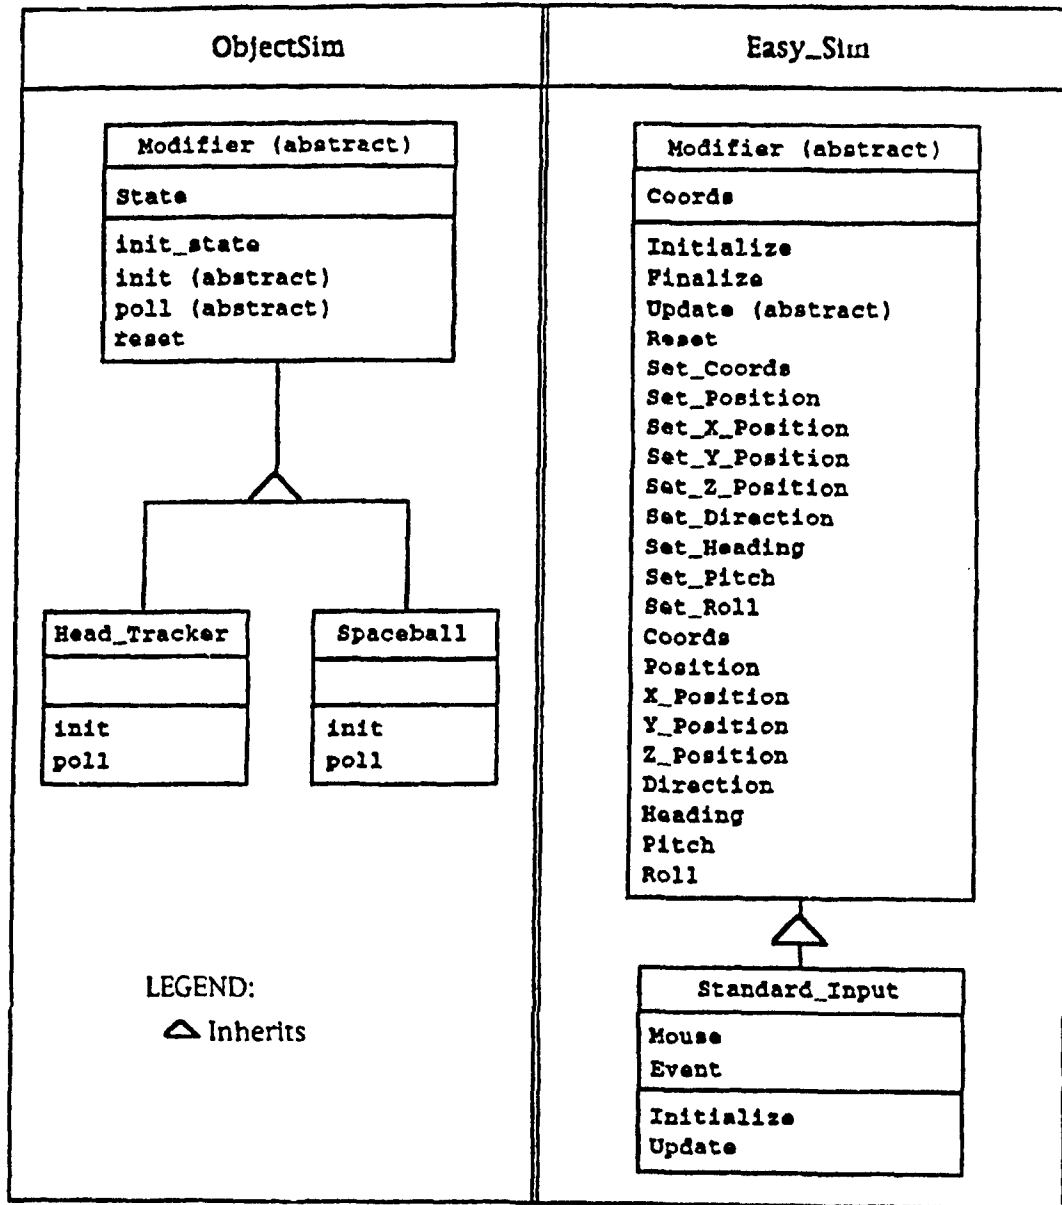 ObjectSim
Easy_Sim
Modifier (abstract)
State
init_state
init (abstract)
poll (abstract)
reset
Head_Tracker
init
poll
Spaceball
init
poll
LEGEND:
Inherits
Modifier (abstract)
Coords
Initialize
Finalize
Update (abstract)
Reset
Set_Coords
Set_Position
Set_X_Position
Set_Y_Position
Set_Z_Position
Set_Direction
Set_Heading
Set_Pitch
Set_Roll
Coords
Position
X_Position
Y_Position
Z_Position
Direction
Heading
Pitch
Roll
Standard_Input
Mouse
Event
Initialize
Update